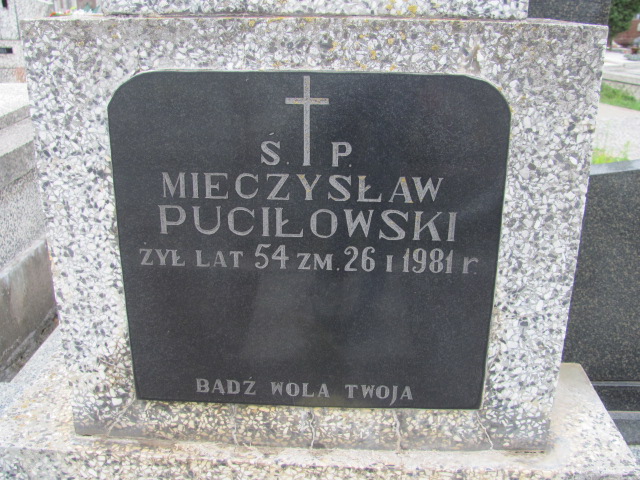 Ś. P.
MIECZYSŁAW
PUCIŁOWSKI
ŻYŁ LAT 54 ZM. 26 I 1981 r.
BĄDŹ WOLA TWOJA